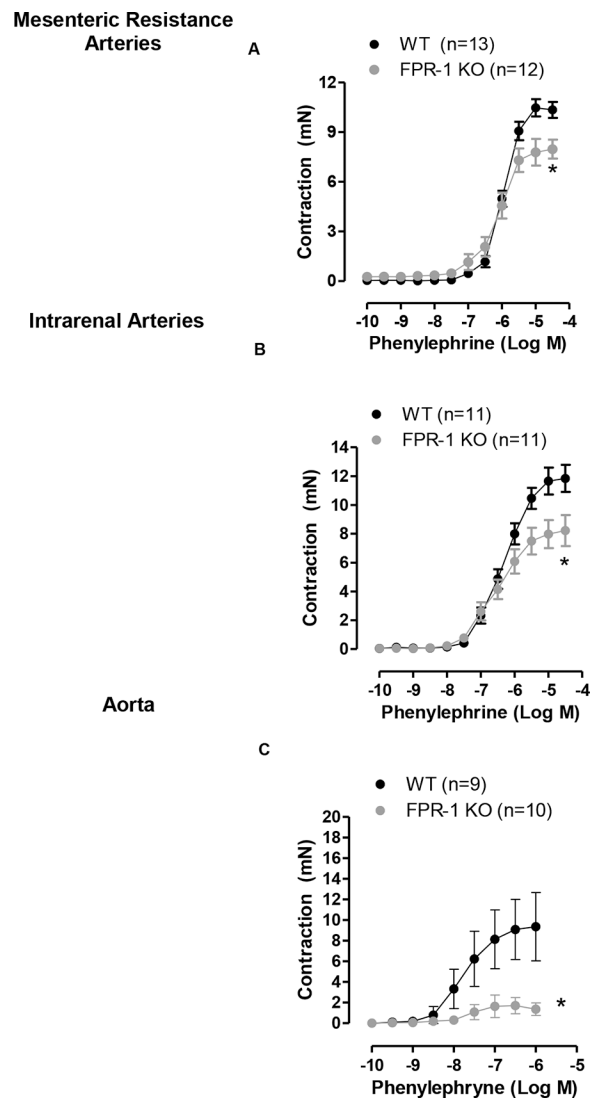 Mesenteric Resistance
Arteries
A
WT (n=13)
FPR-1 KO (n=12)
12
9
6
3
0
Contraction (mN)
*
-10 -9 -8 -7 -6 -5 -4
Phenylephrine (Log M)
Intrarenal Arteries
B
WT (n=11)
FPR-1 KO (n=11)
14
12
10
8
6
4
2
0
Contraction (mN)
*
-10 -9 -8 -7 -6 -5 -4
Phenylephrine (Log M)
Aorta
C
WT (n=9)
FPR-1 KO (n=10)
20
18
16
14
12
10
8
6
4
2
0
Contraction (mN)
*
-10 -9 -8 -7 -6 -5
Phenylephryne (Log M)